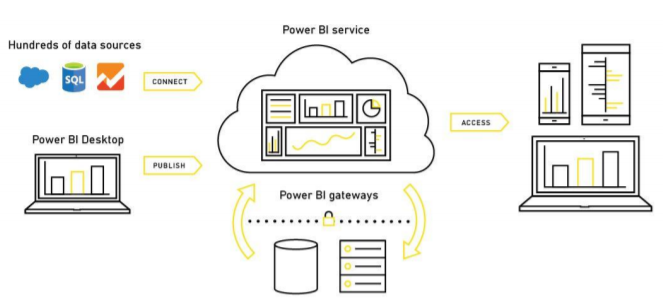 Power BI service
Hundreds of data sources
SQL
CONNECT
ACCESS
Power BI Desktop
PUBLISH
Power BI gateways